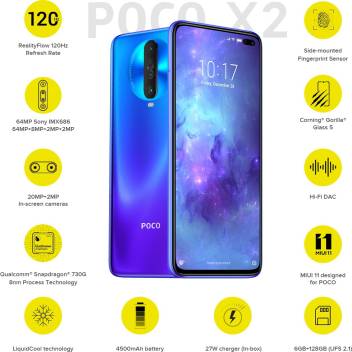 POCO X2
120
RealityFlow 120Hz
Refresh Rate
Side-mounted
Fingerprint Sensor
64MP Sony IMX686
64MP+8MP+2MP+2MP
Corning® Gorilla®
Glass 5
10:17
Thursday, December 26
20MP+2MP
In-screen cameras
Hi-Fi DAC
POCO
Qualcomm® Snapdragon® 730G
8nm Process Technology
11
MIUI 11 designed
for POCO
LiquidCool technology
4500mAh battery
27W charger (In-box)
6GB+128GB (UFS 2.1)